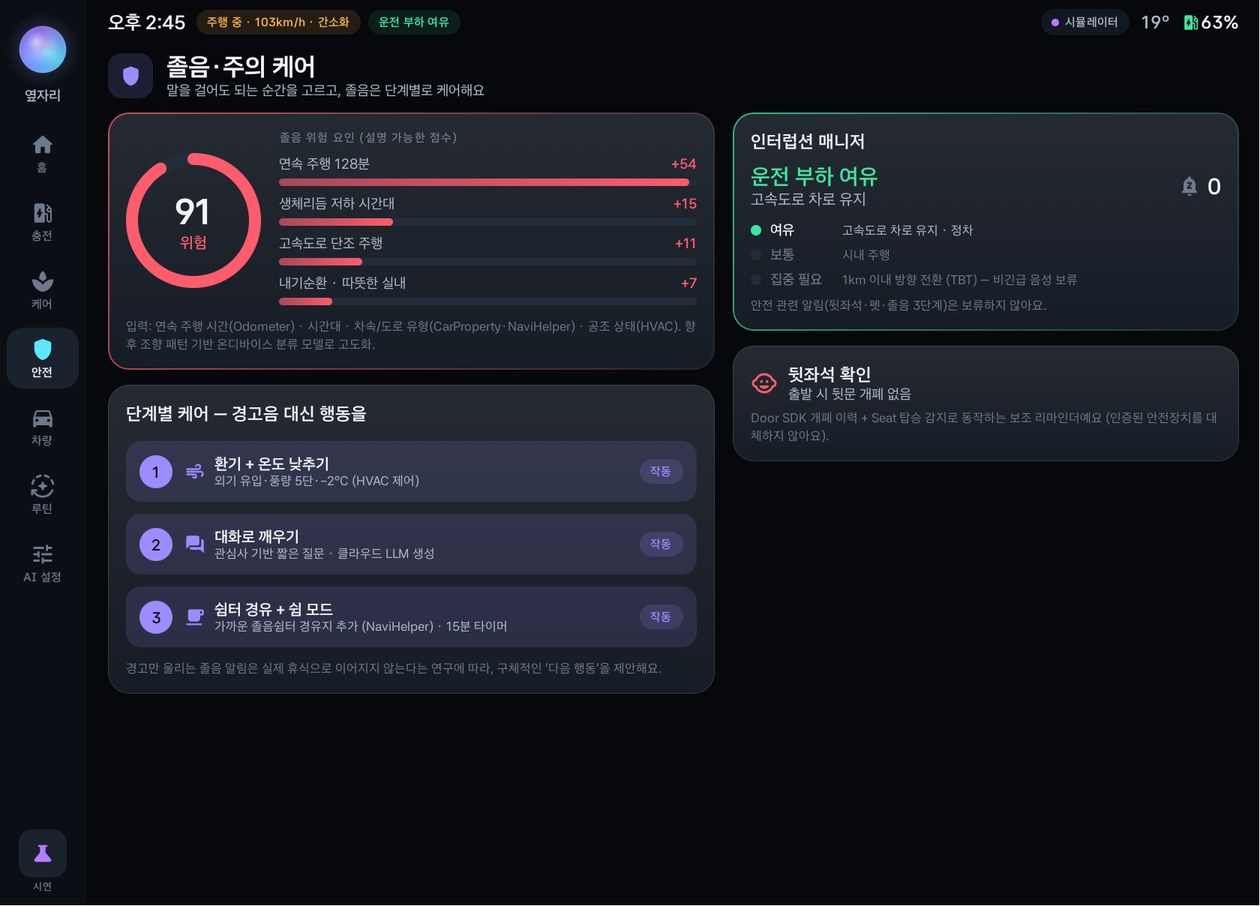 오후 2:45
주행 중 · 103km/h · 간소화
운전 부하 여유
시뮬레이터
19°
63%
옆자리
홈
충전
케어
안전
차량
루틴
AI 설정
시연
졸음·주의 케어
말을 걸어도 되는 순간을 고르고, 졸음은 단계별로 케어해요
91
위험
졸음 위험 요인 (설명 가능한 점수)
연속 주행 128분 +54
생체리듬 저하 시간대 +15
고속도로 단조 주행 +11
내기순환 · 따뜻한 실내 +7
입력: 연속 주행 시간(Odometer) · 시간대 · 차속/도로 유형(CarProperty·NaviHelper) · 공조 상태(HVAC). 향
후 조향 패턴 기반 온디바이스 분류 모델로 고도화.
단계별 케어 — 경고음 대신 행동을
1
환기 + 온도 낮추기
외기 유입·풍량 5단·−2℃ (HVAC 제어)
작동
2
대화로 깨우기
관심사 기반 짧은 질문 · 클라우드 LLM 생성
작동
3
쉼터 경유 + 쉼 모드
가까운 졸음쉼터 경유지 추가 (NaviHelper) · 15분 타이머
작동
경고만 울리는 졸음 알림은 실제 휴식으로 이어지지 않는다는 연구에 따라, 구체적인 ‘다음 행동’을 제안해요.
인터럽션 매니저
운전 부하 여유
고속도로 차로 유지
0
여유 고속도로 차로 유지 · 정차
보통 시내 주행
집중 필요 1km 이내 방향 전환 (TBT) — 비긴급 음성 보류
안전 관련 알림(뒷좌석·펫·졸음 3단계)은 보류하지 않아요.
뒷좌석 확인
출발 시 뒷문 개폐 없음
Door SDK 개폐 이력 + Seat 탑승 감지로 동작하는 보조 리마인더예요 (인증된 안전장치를 대
체하지 않아요).